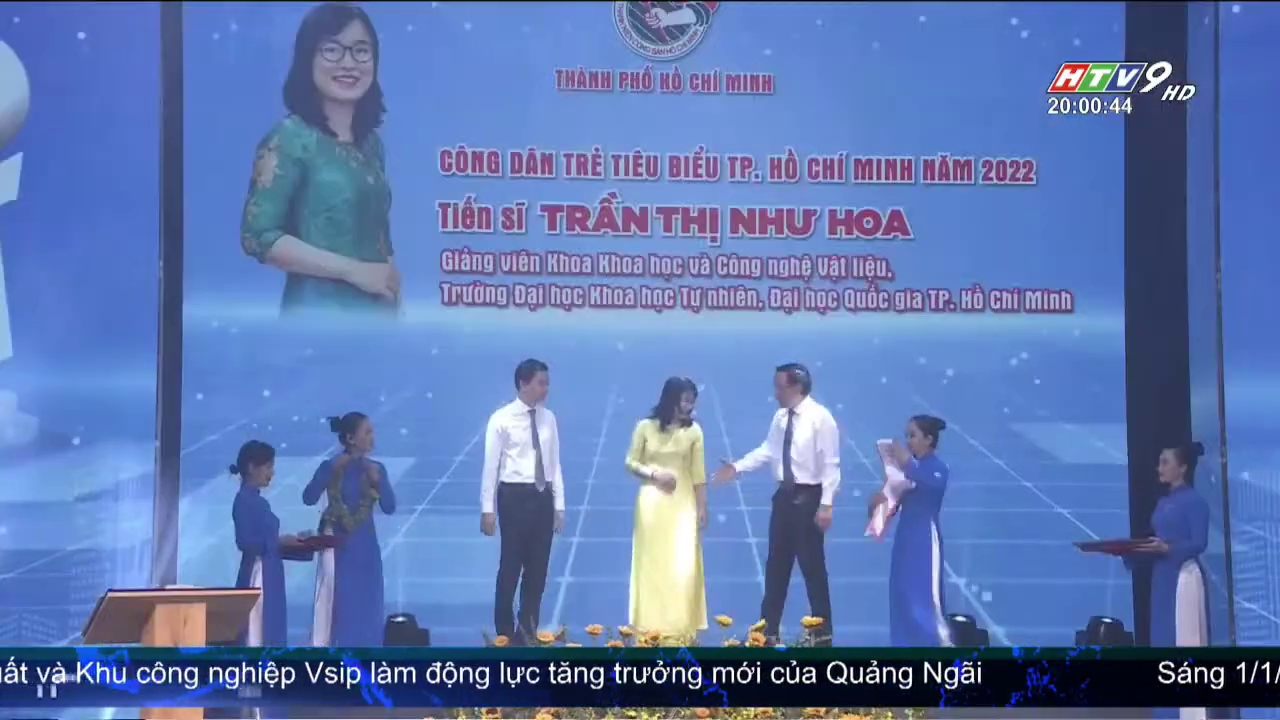 THÀNH PHỐ HỒ CHÍ MINH
HTV9 HD
20:00:44
CÔNG DÂN TRẺ TIÊU BIỂU TP. HỒ CHÍ MINH NĂM 2022
Tiến sĩ TRẦN THỊ NHƯ HOA
Giảng viên Khoa Khoa học và Công nghệ Vật liệu,
Trường Đại học Khoa học Tự nhiên, Đại học Quốc gia TP. Hồ Chí Minh
uất và Khu công nghiệp Vsip làm động lực tăng trưởng mới của Quảng Ngãi Sáng 1/1/